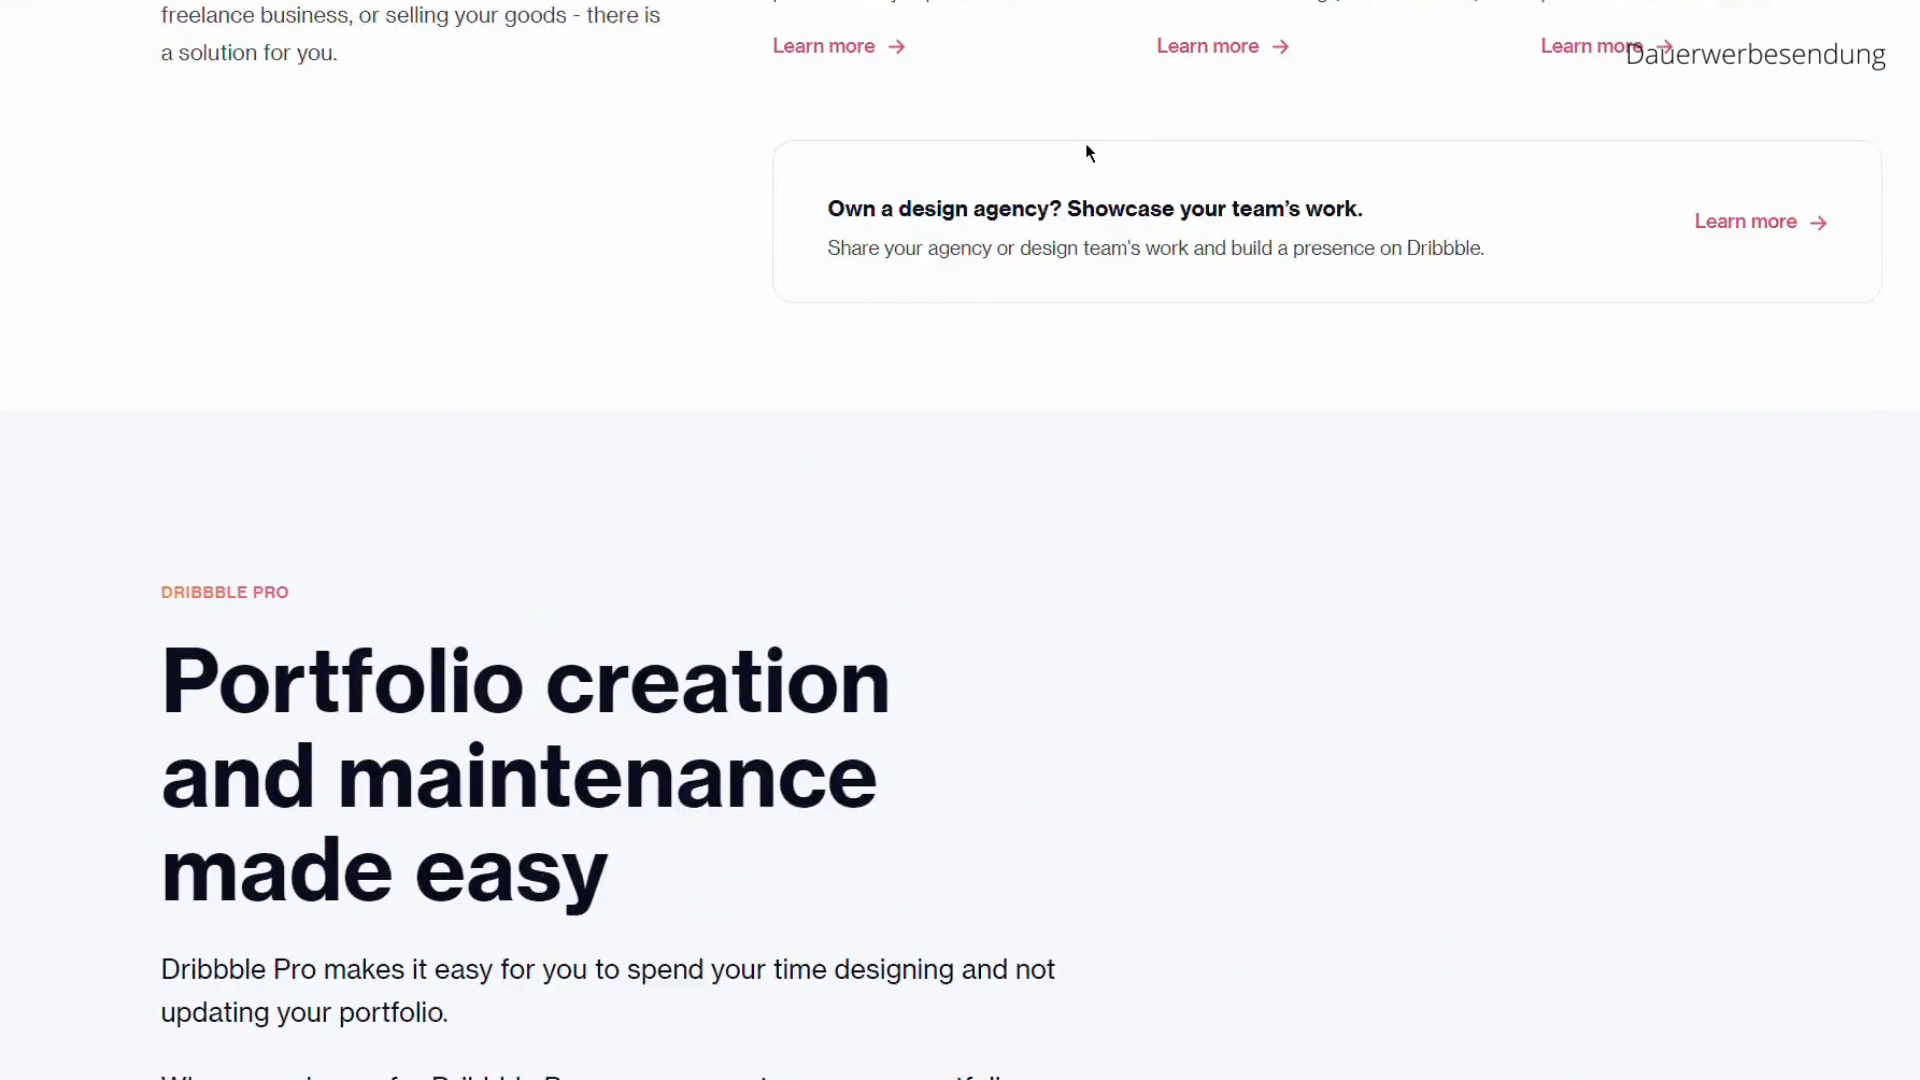 freelance business, or selling your goods - there is
a solution for you.
Learn more →
Learn more →
Learn more →
Dauerwerbesendung
Own a design agency? Showcase your team’s work.
Share your agency or design team's work and build a presence on Dribbble.
Learn more →
DRIBBBLE PRO
Portfolio creation
and maintenance
made easy
Dribbble Pro makes it easy for you to spend your time designing and not
updating your portfolio.